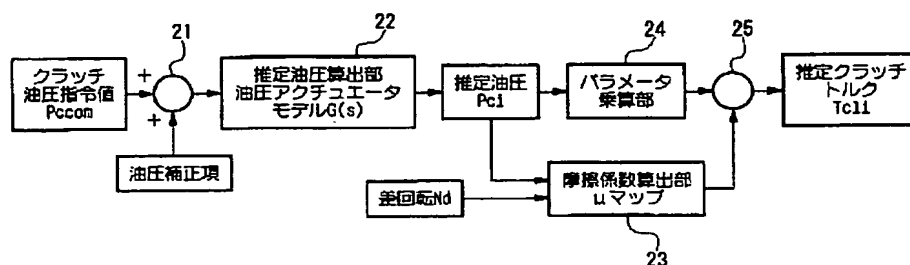 21
22
24
25
クラッチ
油圧指令値
Pccom
+
+
推定油圧算出部
油圧アクチュエータ
モデルG(s)
推定油圧
Pci
パラメータ
乗算部
推定クラッチ
トルク
Tcli
油圧補正項
差回転Nd
摩擦係数算出部
μマップ
23